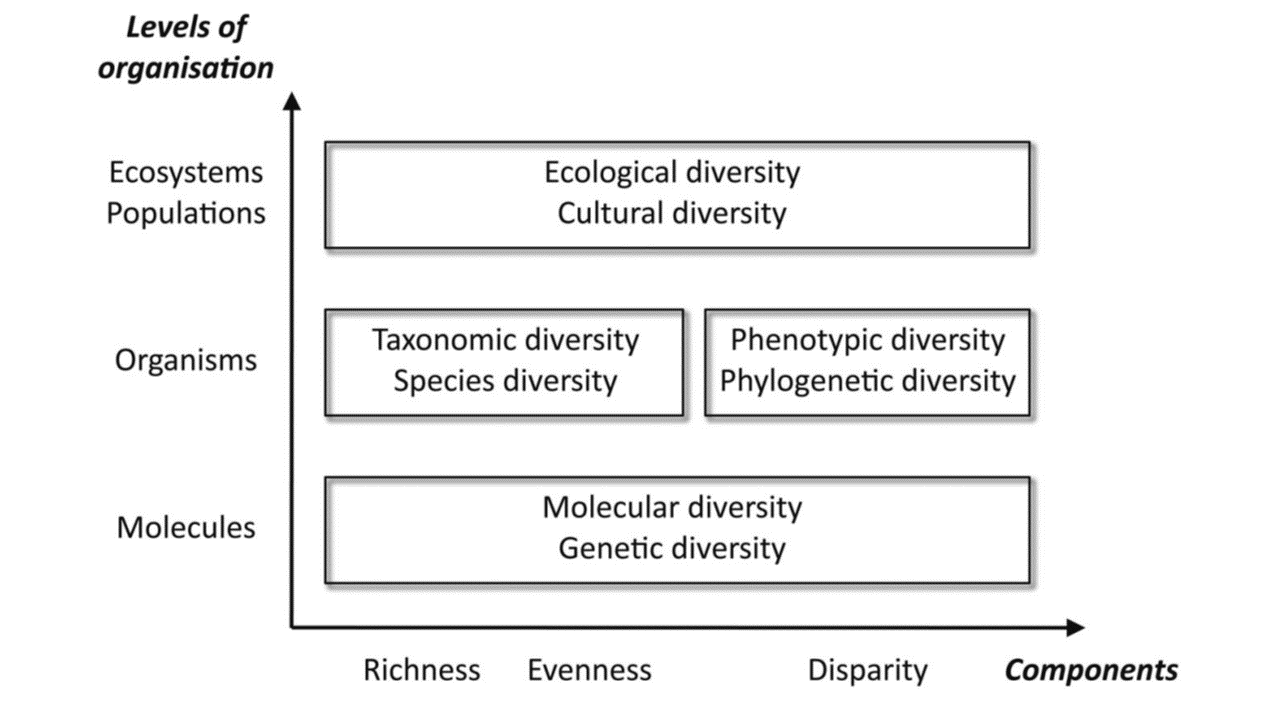 Levels of
organisation
Ecosystems
Populations
Ecological diversity
Cultural diversity
Organisms
Taxonomic diversity
Species diversity
Phenotypic diversity
Phylogenetic diversity
Molecules
Molecular diversity
Genetic diversity
Richness
Evenness
Disparity
Components